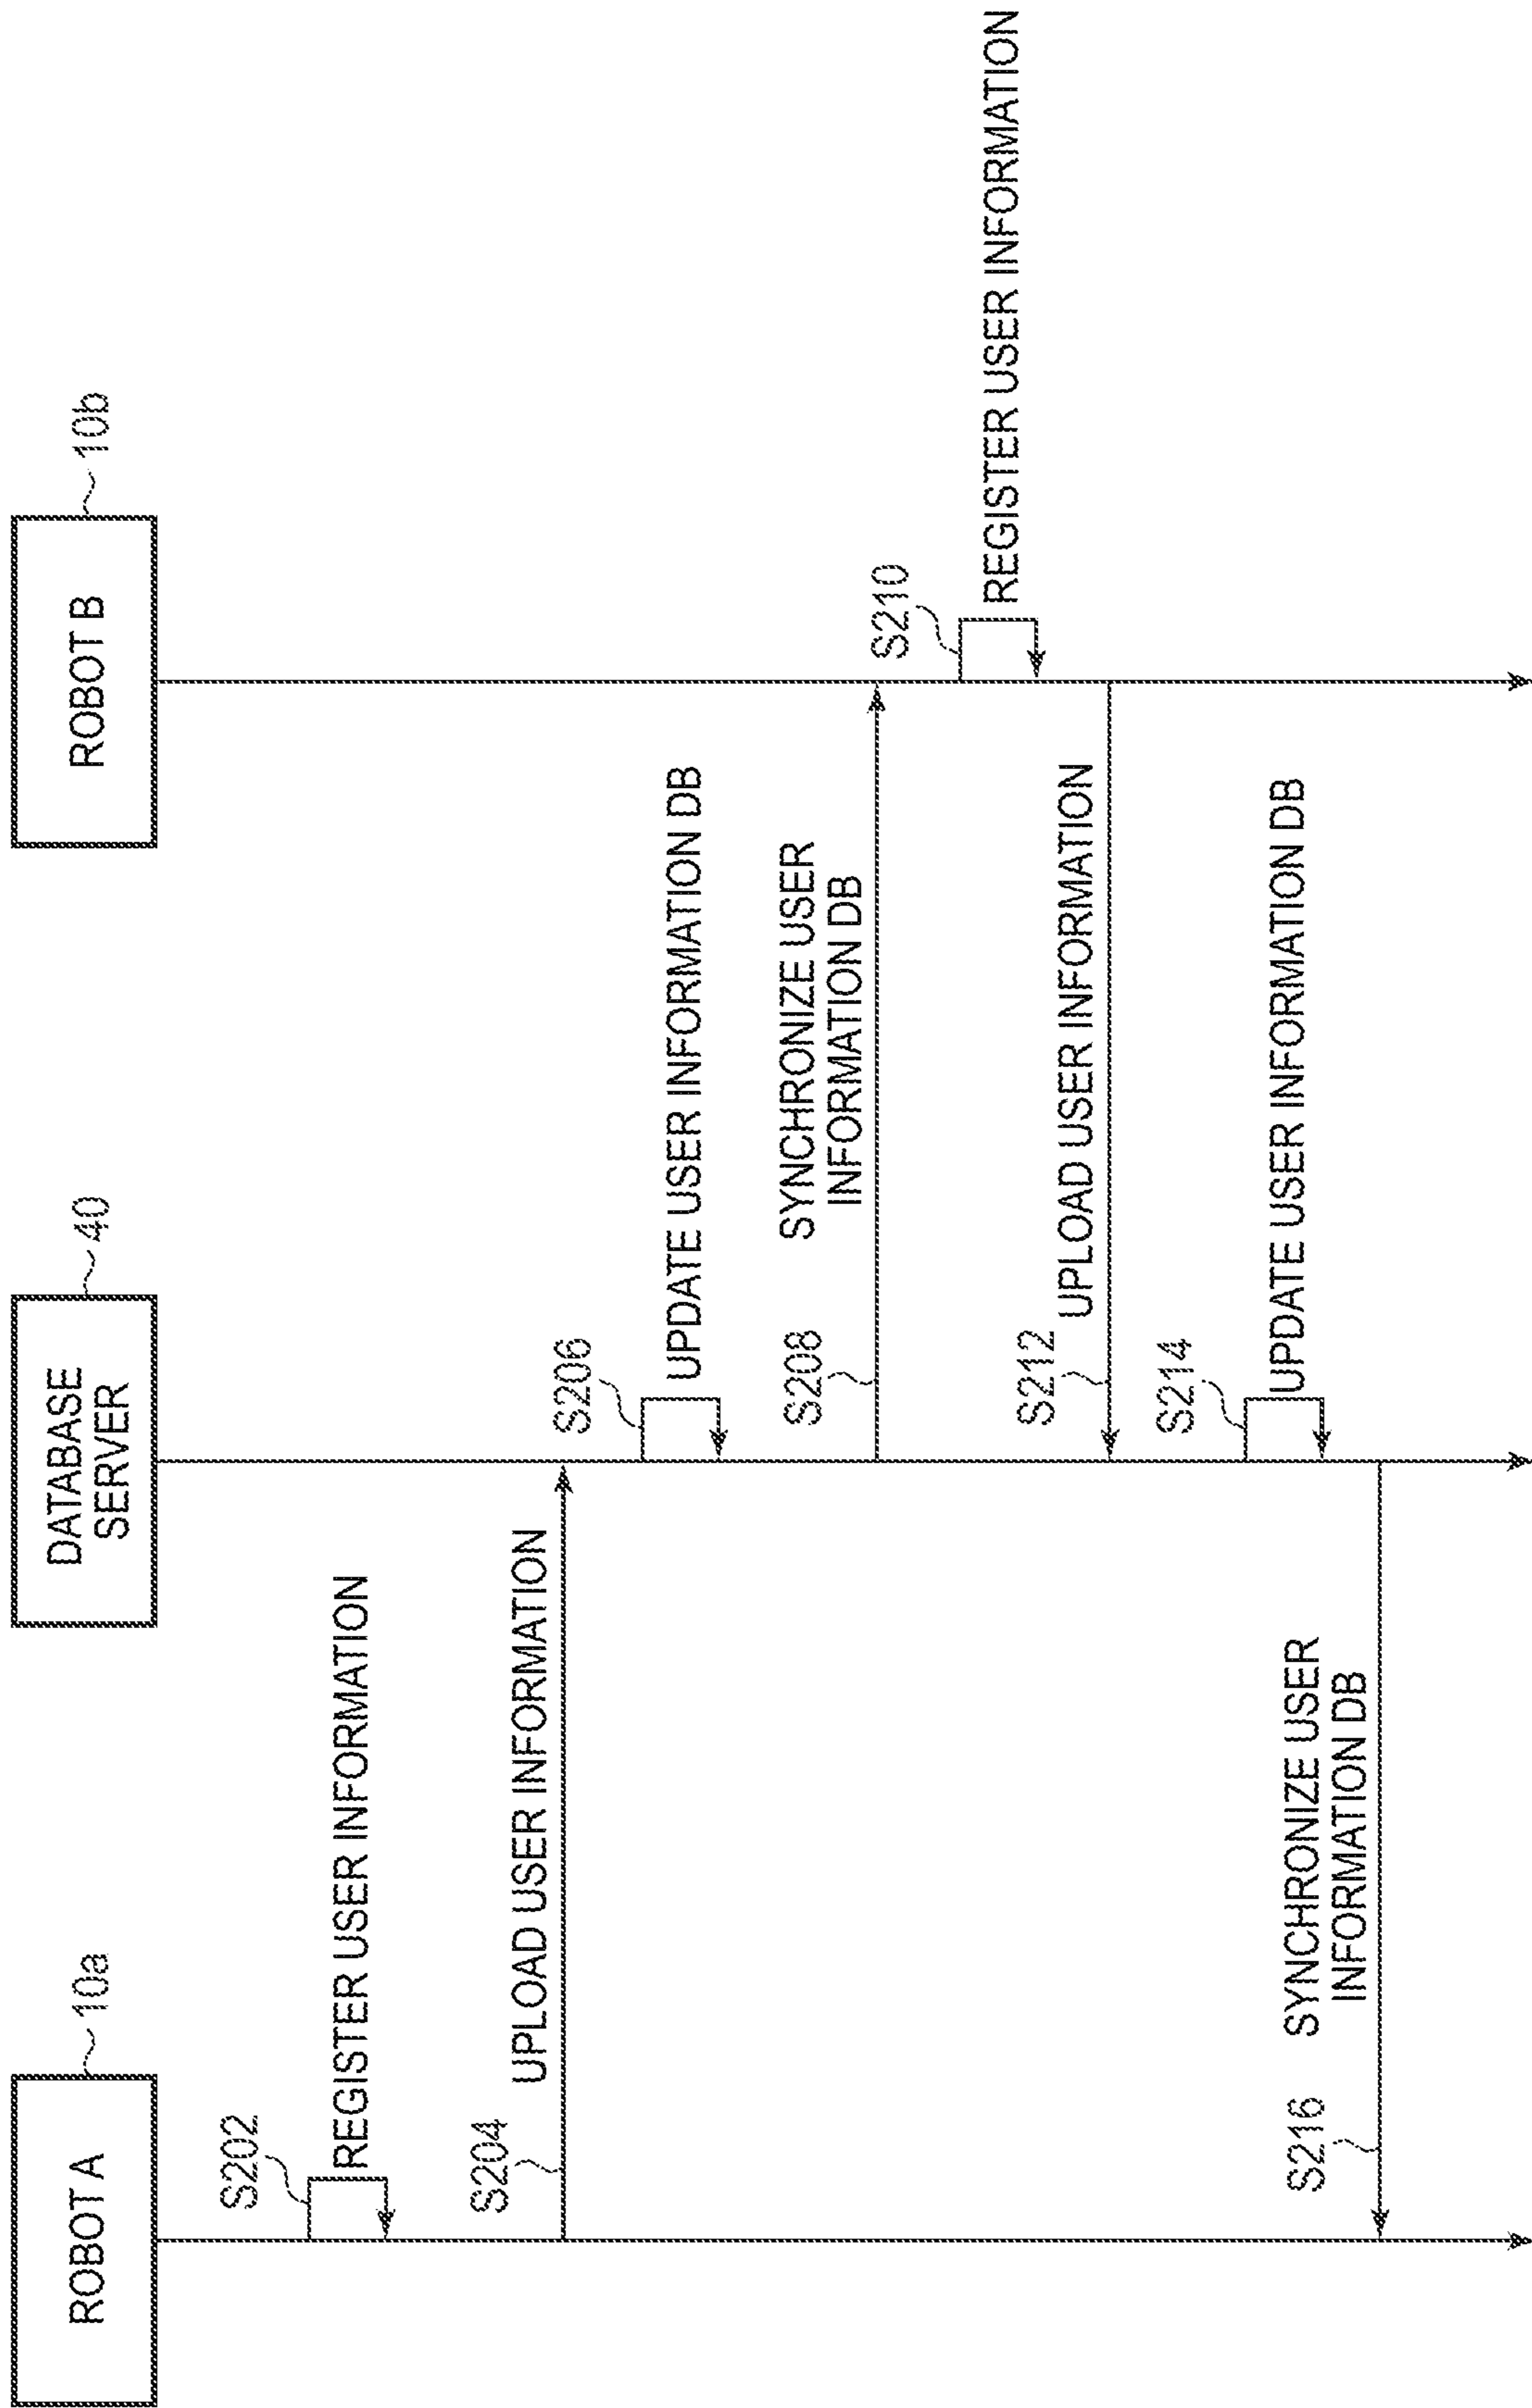 ROBOT A
10a
DATABASE
SERVER
40
ROBOT B
10b
S202
REGISTER USER INFORMATION
S204
UPLOAD USER INFORMATION
S206
UPDATE USER INFORMATION DB
S208
SYNCHRONIZE USER
INFORMATION DB
S210
REGISTER USER INFORMATION
S212
UPLOAD USER INFORMATION
S214
UPDATE USER INFORMATION DB
S216
SYNCHRONIZE USER
INFORMATION DB